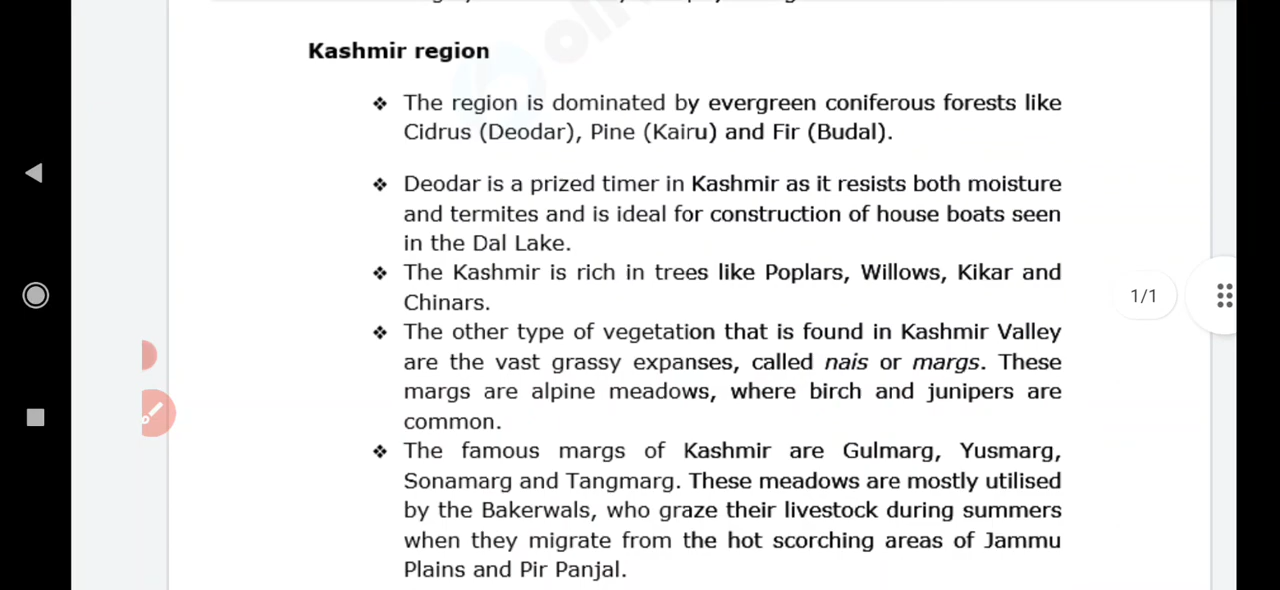 Kashmir region
❖ The region is dominated by evergreen coniferous forests like
Cidrus (Deodar), Pine (Kairu) and Fir (Budal).
❖ Deodar is a prized timer in Kashmir as it resists both moisture
and termites and is ideal for construction of house boats seen
in the Dal Lake.
❖ The Kashmir is rich in trees like Poplars, Willows, Kikar and
Chinars.
❖ The other type of vegetation that is found in Kashmir Valley
are the vast grassy expanses, called nais or margs. These
margs are alpine meadows, where birch and junipers are
common.
❖ The famous margs of Kashmir are Gulmarg, Yusmarg,
Sonamarg and Tangmarg. These meadows are mostly utilised
by the Bakerwals, who graze their livestock during summers
when they migrate from the hot scorching areas of Jammu
Plains and Pir Panjal.
1/1